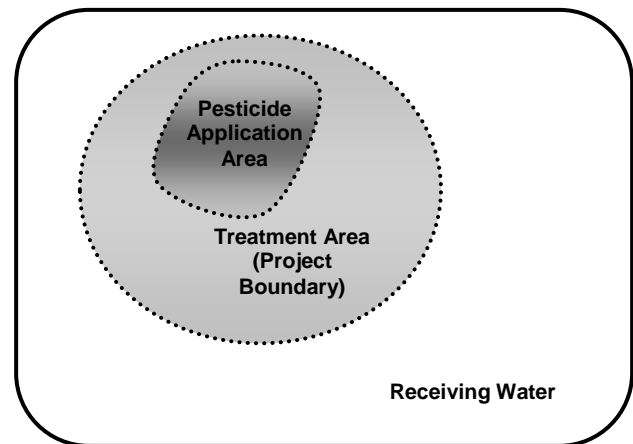 Pesticide
Application
Area
Treatment Area
(Project
Boundary)
Receiving Water